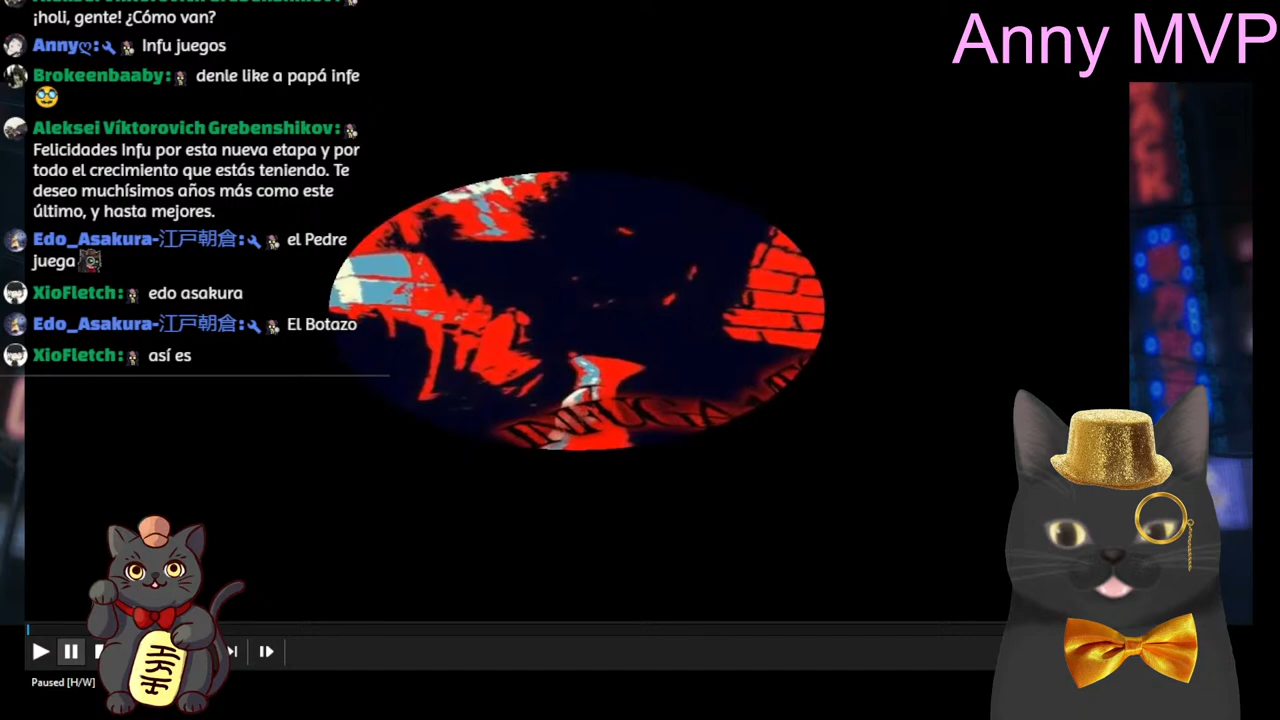 ¡holi, gente! ¿Cómo van?
Anny MVP
Annyღ: Infu juegos
Brokeenbaaby: denle like a papá infe
Aleksei Víktorovich Grebenshikov:
Felicidades Infu por esta nueva etapa y por
todo el crecimiento que estás teniendo. Te
deseo muchísimos años más como este
último, y hasta mejores.
Edo_Asakura-江戸朝倉: el Pedre
juega
XioFletch: edo asakura
Edo_Asakura-江戸朝倉: El Botazo
XioFletch: así es
Paused [H/W]